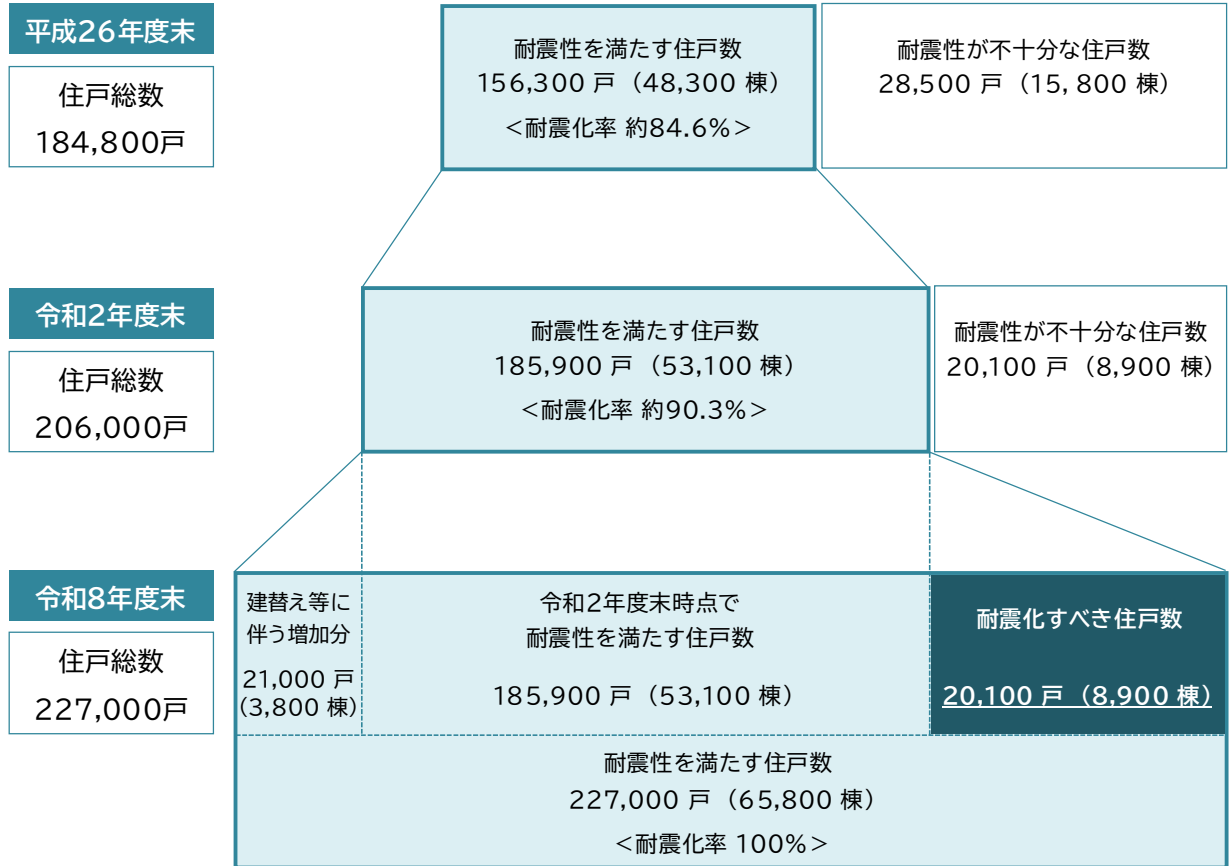 平成26年度末
住戸総数
184,800戸
耐震性を満たす住戸数
156,300 戸（48,300 棟）
＜耐震化率 約84.6%＞
耐震性が不十分な住戸数
28,500 戸（15, 800 棟）
令和2年度末
住戸総数
206,000戸
耐震性を満たす住戸数
185,900 戸（53,100 棟）
＜耐震化率 約90.3%＞
耐震性が不十分な住戸数
20,100 戸（8,900 棟）
令和8年度末
住戸総数
227,000戸
建替え等に
伴う増加分
21,000 戸
(3,800 棟)
令和2年度末時点で
耐震性を満たす住戸数
185,900 戸（53,100 棟）
耐震化すべき住戸数
20,100 戸（8,900 棟）
耐震性を満たす住戸数
227,000 戸（65,800 棟）
＜耐震化率 100%＞